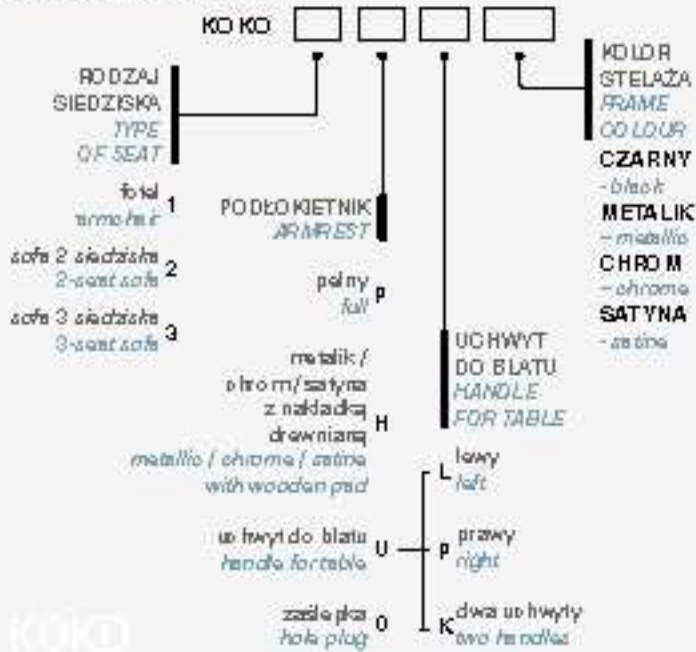 KOKO
RODZAJ
SIEDZISKA
TYPE
OF SEAT
fotel 1
armchair
sofa 2 siedziska 2
2-seat sofa
sofa 3 siedziska 3
3-seat sofa
PODŁOKIETNIK
ARMREST
pełny P
full
metalik /
chrom/satyna
z nakładką
drewnianą H
metallic / chrome / satine
with wooden pad
uchwyt do blatu U
handle for table
zaślepka 0
hole plug
UCHWYT
DO BLATU
HANDLE
FOR TABLE
L lewy
left
P prawy
right
K dwa uchwyty
two handles
KOLOR
STELAŻA
FRAME
COLOUR
CZARNY
- black
METALIK
- metallic
CHROM
- chrome
SATYNA
- satine
KOKO